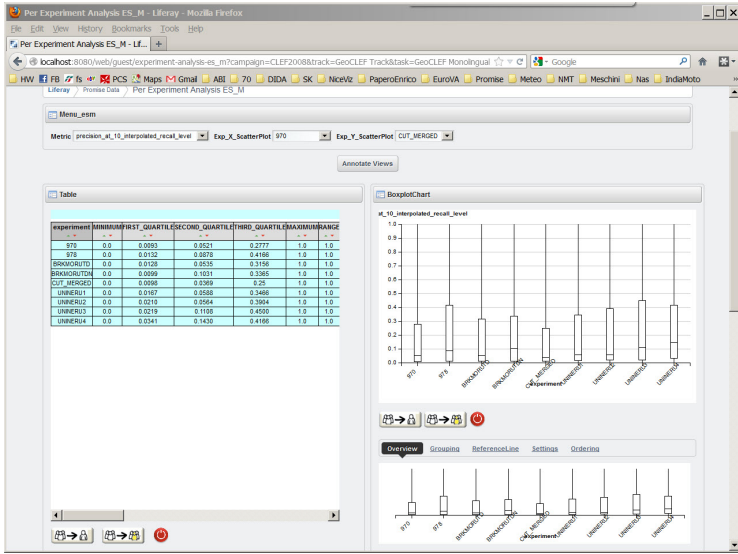 Per Experiment Analysis ES_M - Liferay - Mozilla Firefox
File Edit View History Bookmarks Tools Help
Per Experiment Analysis ES_M - Lif...
localhost:8080/web/guest/experiment-analysis-es_m?campaign=CLEF2008&track=GeoCLEF Track&task=GeoCLEF Monolingual
Google
HW FB fs PCS Maps Gmail ABI 70 DIDA SK NiceViz PaperoEnrico EuroVA Promise Meteo NMT Meschini Nas IndiaMoto
Liferay Promise Data Per Experiment Analysis ES_M
Menu_esm
Metric precision_at_10_interpolated_recall_level Exp_X_ScatterPlot 970 Exp_Y_ScatterPlot CUT_MERGED
Annotate Views
Table
experiment MINIMUM FIRST_QUARTILE SECOND_QUARTILE THIRD_QUARTILE MAXIMUM RANGE
970 0.0 0.0093 0.0521 0.2777 1.0 1.0
978 0.0 0.0132 0.0878 0.4166 1.0 1.0
BRKMORUTD 0.0 0.0128 0.0535 0.3156 1.0 1.0
BRKMORUTDN 0.0 0.0099 0.1031 0.3365 1.0 1.0
CUT_MERGED 0.0 0.0098 0.0369 0.25 1.0 1.0
UNINERU1 0.0 0.0167 0.0588 0.3466 1.0 1.0
UNINERU2 0.0 0.0210 0.0564 0.3904 1.0 1.0
UNINERU3 0.0 0.0219 0.1108 0.4500 1.0 1.0
UNINERU4 0.0 0.0341 0.1430 0.4166 1.0 1.0
BoxplotChart
at_10_interpolated_recall_level
1.0
0.9
0.8
0.7
0.6
0.5
0.4
0.3
0.2
0.1
0.0
970 978 BRKMORUTD BRKMORUTDN CUT_MERGED UNINERU1 UNINERU2 UNINERU3 UNINERU4
experiment
Overview Grouping ReferenceLine Settings Ordering
970 978 BRKMORUTD BRKMORUTDN CUT_MERGED UNINERU1 UNINERU2 UNINERU3 UNINERU4
experiment